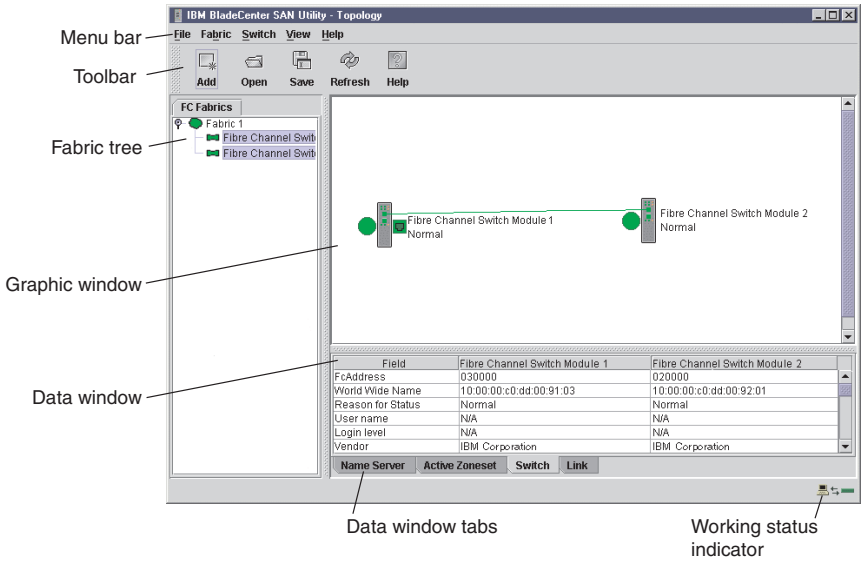 IBM BladeCenter SAN Utility - Topology
Menu bar
File Fabric Switch View Help
Toolbar
Add Open Save Refresh Help
FC Fabrics
Fabric tree
Fabric 1
Fibre Channel Swit
Fibre Channel Swit
Fibre Channel Switch Module 1
Normal
Fibre Channel Switch Module 2
Normal
Graphic window
Data window
Field Fibre Channel Switch Module 1 Fibre Channel Switch Module 2
FcAddress 030000 020000
World Wide Name 10:00:00:c0:dd:00:91:03 10:00:00:c0:dd:00:92:01
Reason for Status Normal Normal
User name N/A N/A
Login level N/A N/A
Vendor IBM Corporation IBM Corporation
Name Server Active Zoneset Switch Link
Data window tabs
Working status
indicator